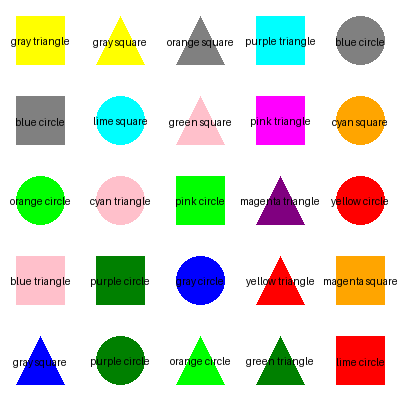 gray triangle gray square orange square purple triangle blue circle
blue circle lime square green square pink triangle cyan square
orange circle cyan triangle pink circle magenta triangle yellow circle
blue triangle purple circle gray circle yellow triangle magenta square
gray square purple circle orange circle green triangle lime circle